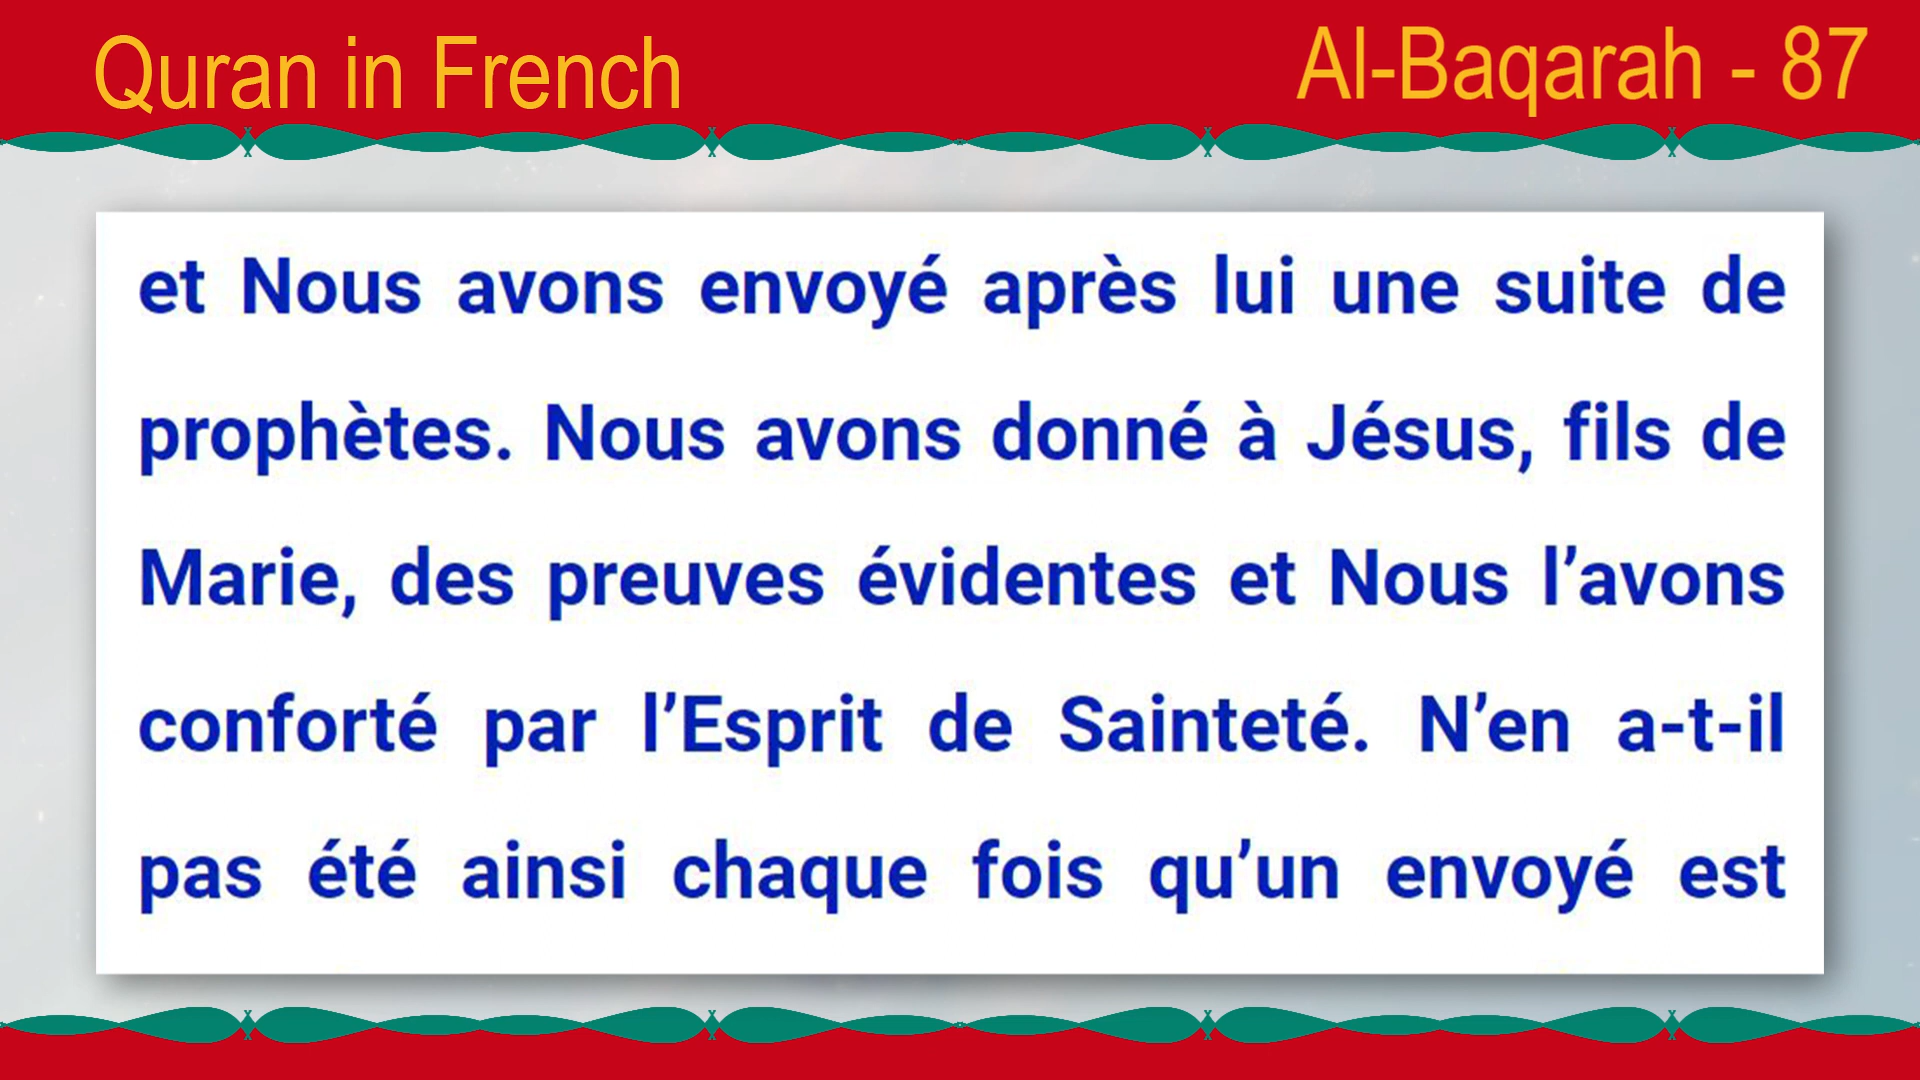 Quran in French
Al-Baqarah - 87
et Nous avons envoyé après lui une suite de
prophètes. Nous avons donné à Jésus, fils de
Marie, des preuves évidentes et Nous l’avons
conforté par l’Esprit de Sainteté. N’en a-t-il
pas été ainsi chaque fois qu’un envoyé est